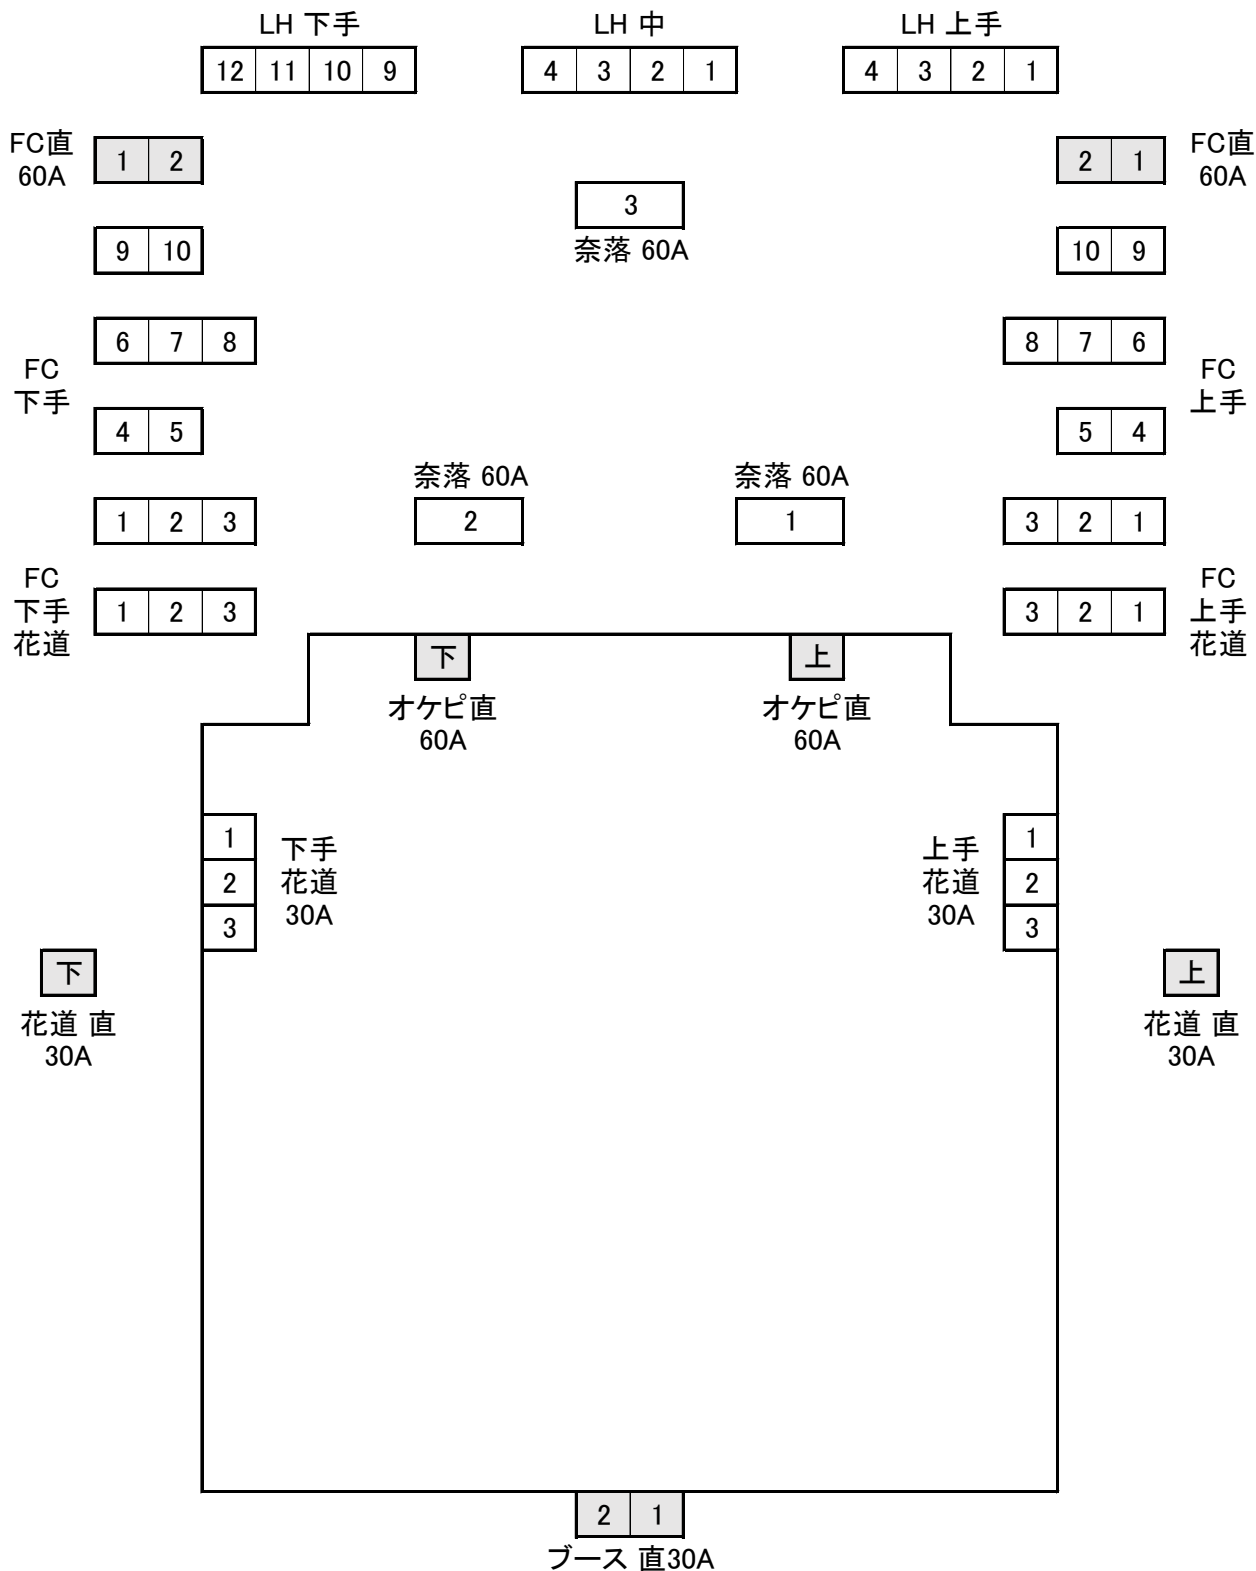 LH 下手
LH 中
LH 上手
12 11 10 9
4 3 2 1
4 3 2 1
FC直
60A
1 2
2 1
FC直
60A
3
奈落 60A
9 10
10 9
6 7 8
8 7 6
FC
下手
FC
上手
4 5
5 4
奈落 60A
2
奈落 60A
1
1 2 3
3 2 1
FC
下手
花道
1 2 3
3 2 1
FC
上手
花道
下
オケピ直
60A
上
オケピ直
60A
1
2
3
下手
花道
30A
上手
花道
30A
1
2
3
下
花道 直
30A
上
花道 直
30A
2 1
ブース 直30A